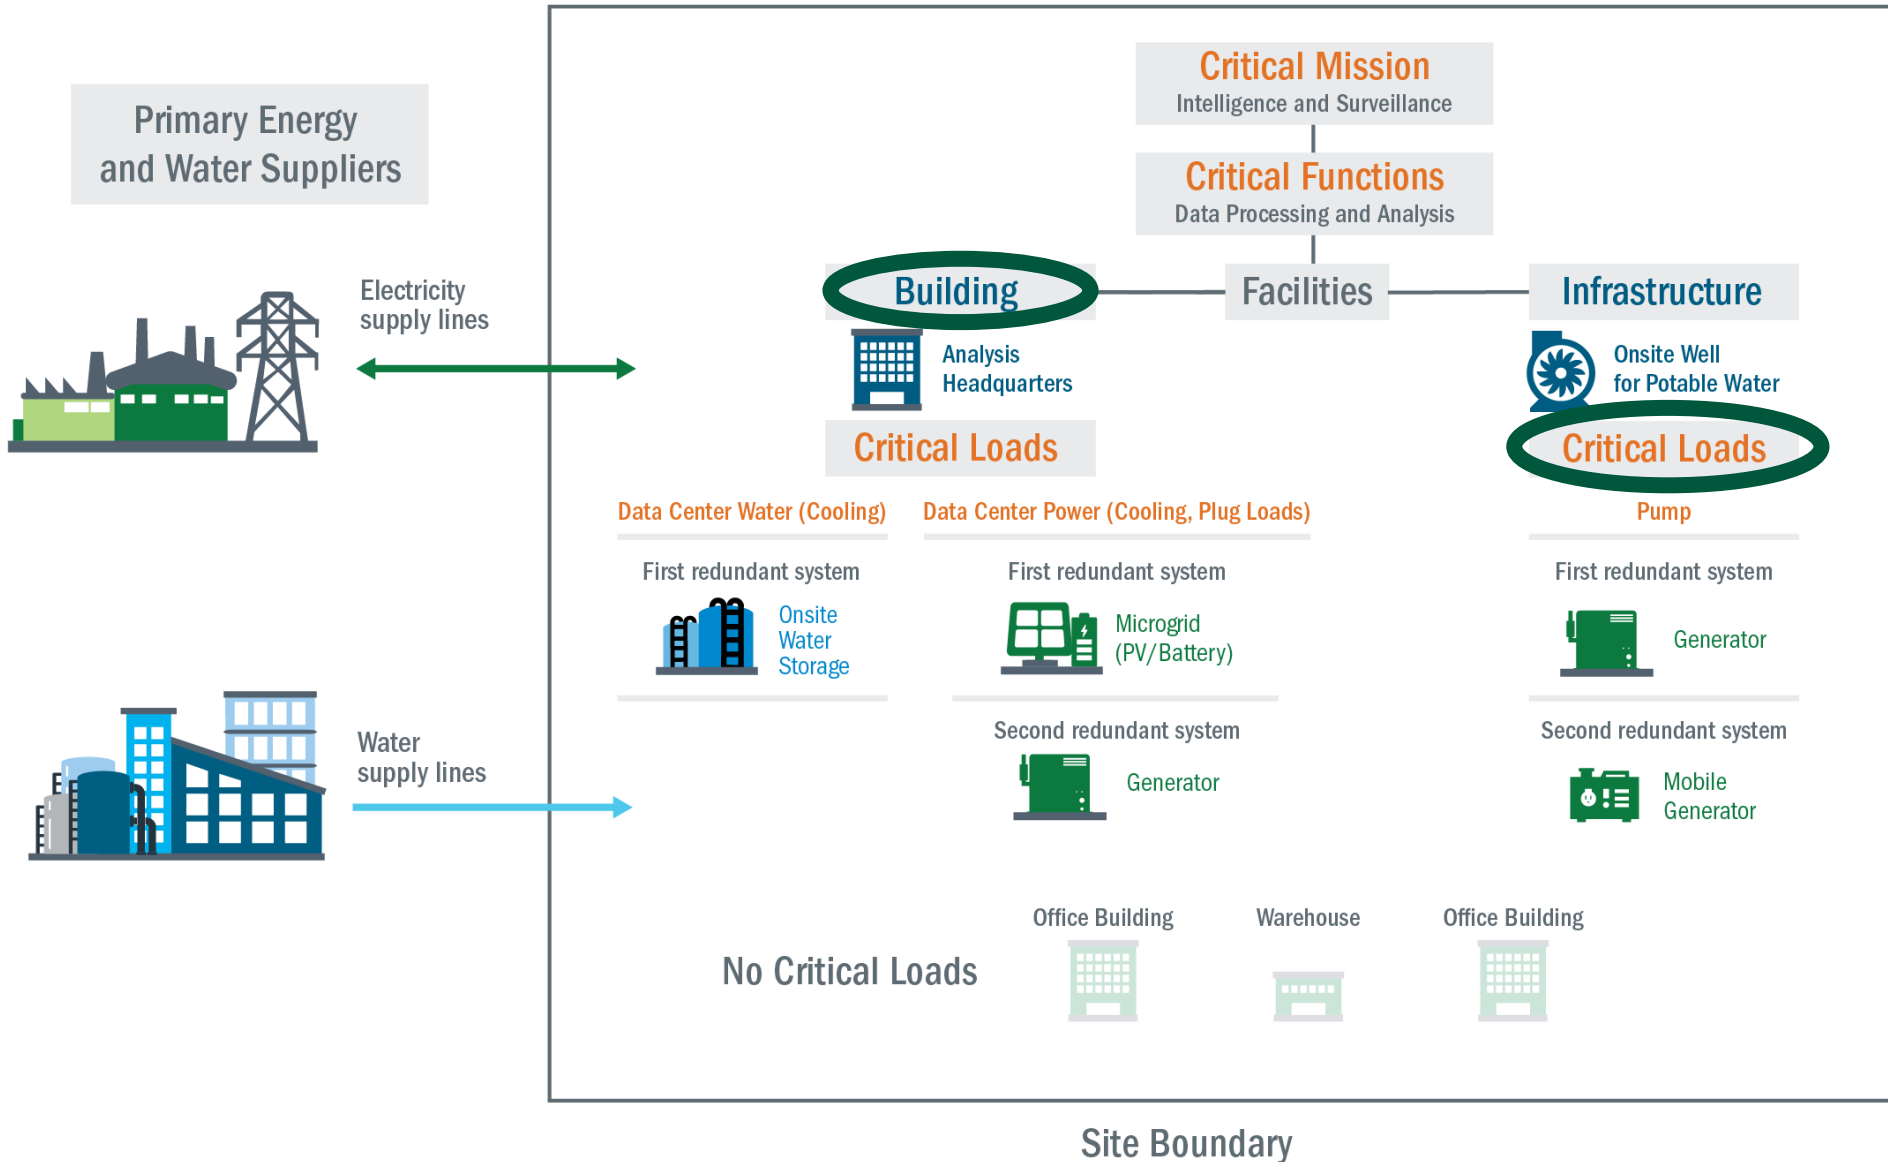 Primary Energy
and Water Suppliers
Electricity
supply lines
Water
supply lines
Critical Mission
Intelligence and Surveillance
Critical Functions
Data Processing and Analysis
Building
Facilities
Infrastructure
Analysis
Headquarters
Onsite Well
for Potable Water
Critical Loads
Critical Loads
Data Center Water (Cooling)
First redundant system
Onsite
Water
Storage
Data Center Power (Cooling, Plug Loads)
First redundant system
Microgrid
(PV/Battery)
Second redundant system
Generator
Pump
First redundant system
Generator
Second redundant system
Mobile
Generator
No Critical Loads
Office Building
Warehouse
Office Building
Site Boundary